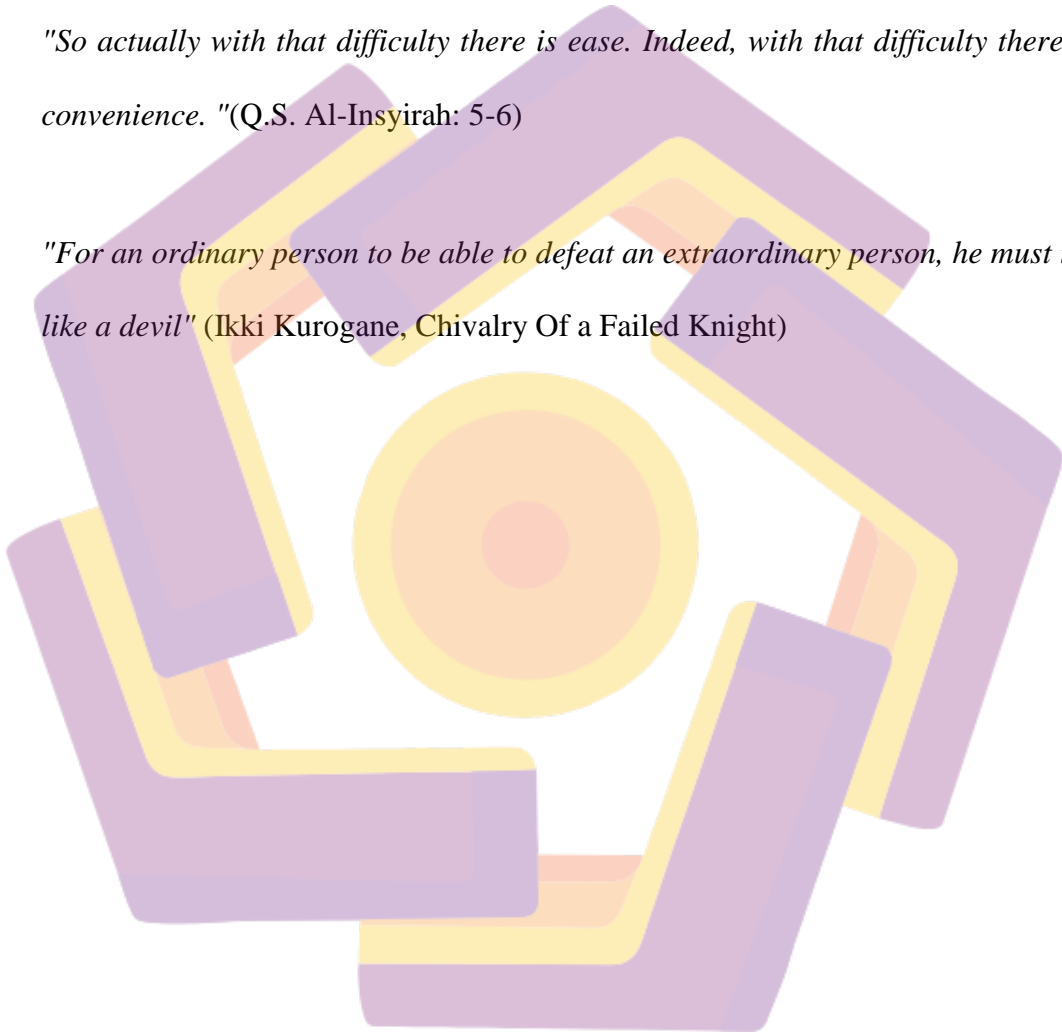 "So actually with that difficulty there is ease. Indeed, with that difficulty there
convenience. "(Q.S. Al-Insyirah: 5-6)
"For an ordinary person to be able to defeat an extraordinary person, he must
like a devil" (Ikki Kurogane, Chivalry Of a Failed Knight)